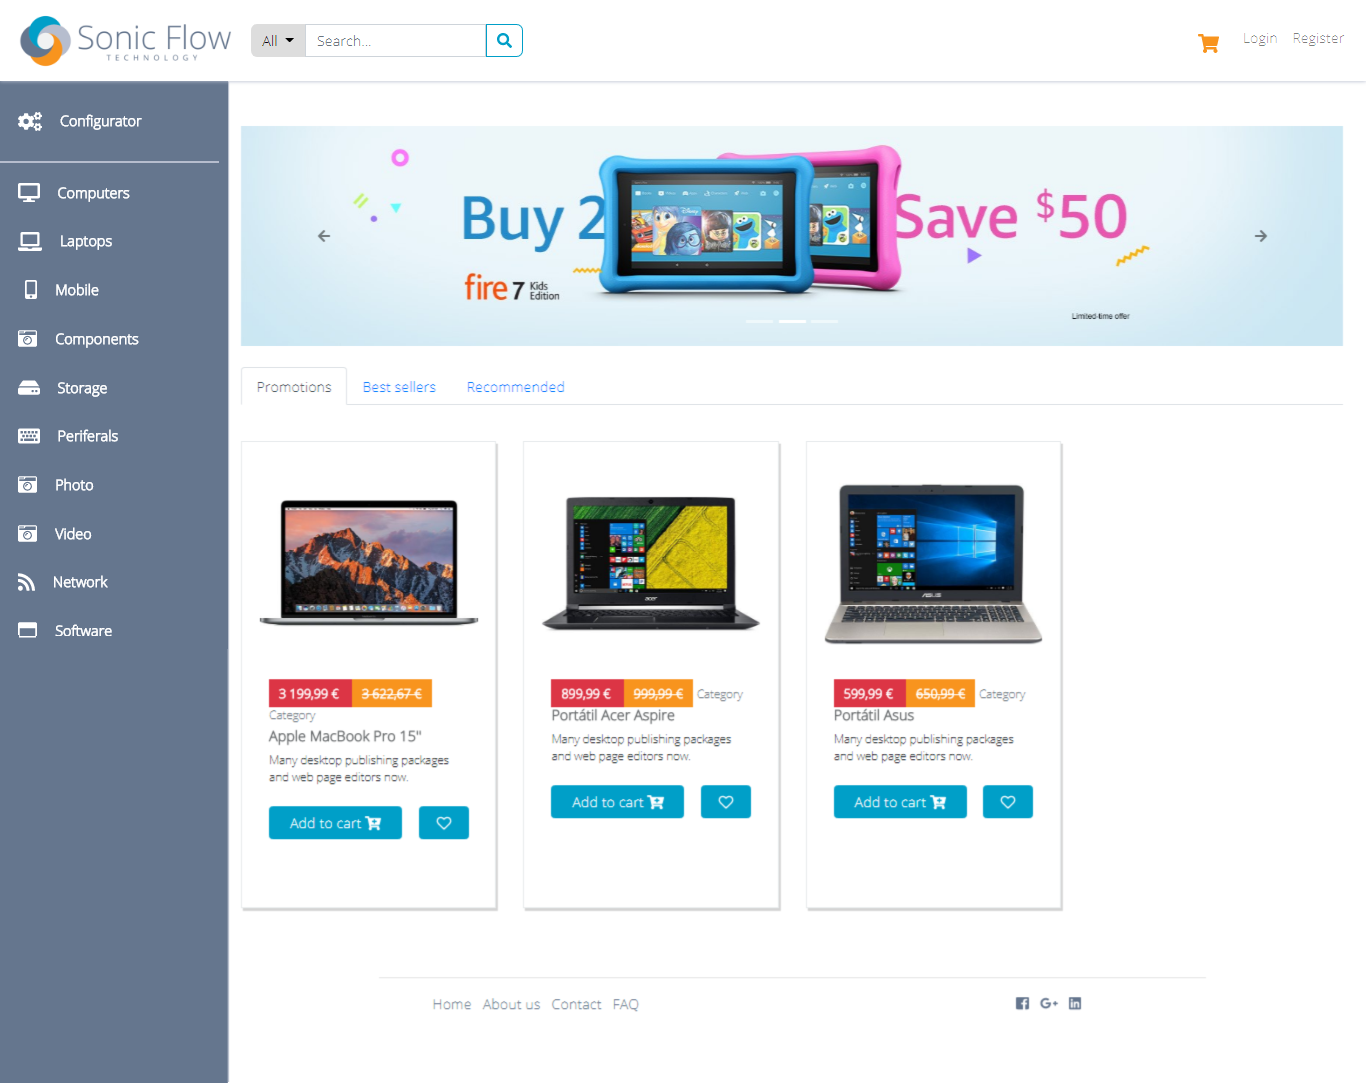 Sonic Flow
TECHNOLOGY
All
Search...
Login
Register
Configurator
Computers
Laptops
Mobile
Components
Storage
Periferals
Photo
Video
Network
Software
Buy 2
Save $50
fire 7 Kids
Edition
Limited-time offer
Promotions
Best sellers
Recommended
3 199,99 € 3 622,67 €
Category
Apple MacBook Pro 15"
Many desktop publishing packages
and web page editors now.
Add to cart
acer
899,99 € 999,99 € Category
Portátil Acer Aspire
Many desktop publishing packages
and web page editors now.
Add to cart
ASUS
599,99 € 650,99 € Category
Portátil Asus
Many desktop publishing packages
and web page editors now.
Add to cart
Home About us Contact FAQ